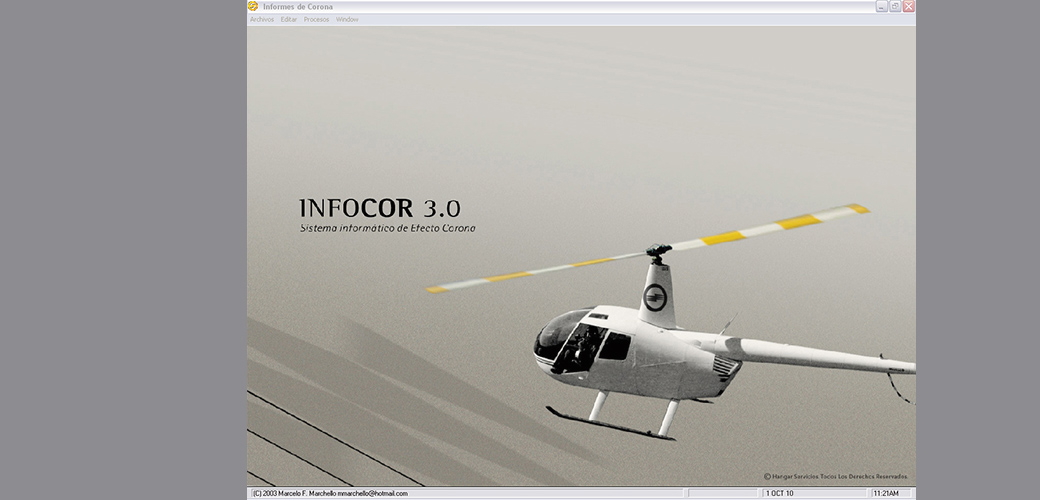 Informes de Corona
Archivos Editar Procesos Window
INFOCOR 3.0
Sistema informático de Efecto Corona
© Hangar Servicios Todos Los Derechos Reservados.
(C) 2003 Marcelo F. Marchello mmarchello@hotmail.com 1 OCT 10 11:21AM